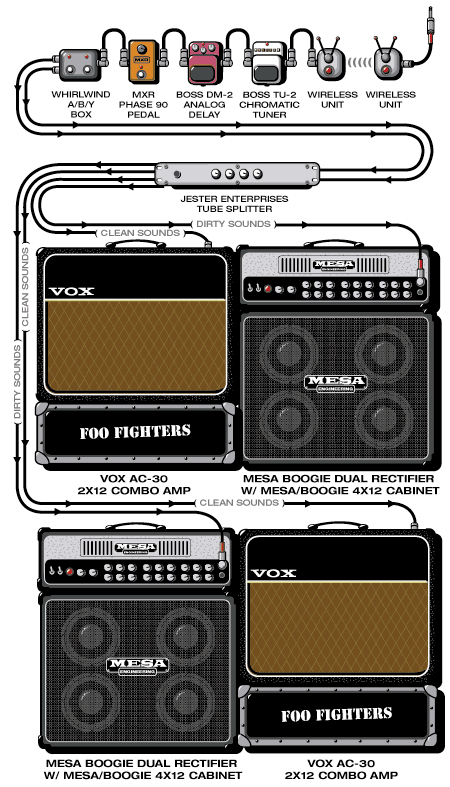 MXR
WHIRLWIND
A/B/Y
BOX
MXR
PHASE 90
PEDAL
BOSS DM-2
ANALOG
DELAY
BOSS TU-2
CHROMATIC
TUNER
WIRELESS
UNIT
WIRELESS
UNIT
JESTER ENTERPRISES
TUBE SPLITTER
DIRTY SOUNDS
CLEAN SOUNDS
CLEAN SOUNDS
DIRTY SOUNDS
VOX
MESA
ENGINEERING
MESA
ENGINEERING
FOO FIGHTERS
VOX AC-30
2X12 COMBO AMP
MESA BOOGIE DUAL RECTIFIER
W/ MESA/BOOGIE 4X12 CABINET
CLEAN SOUNDS
MESA
ENGINEERING
VOX
MESA
ENGINEERING
FOO FIGHTERS
MESA BOOGIE DUAL RECTIFIER
W/ MESA/BOOGIE 4X12 CABINET
VOX AC-30
2X12 COMBO AMP